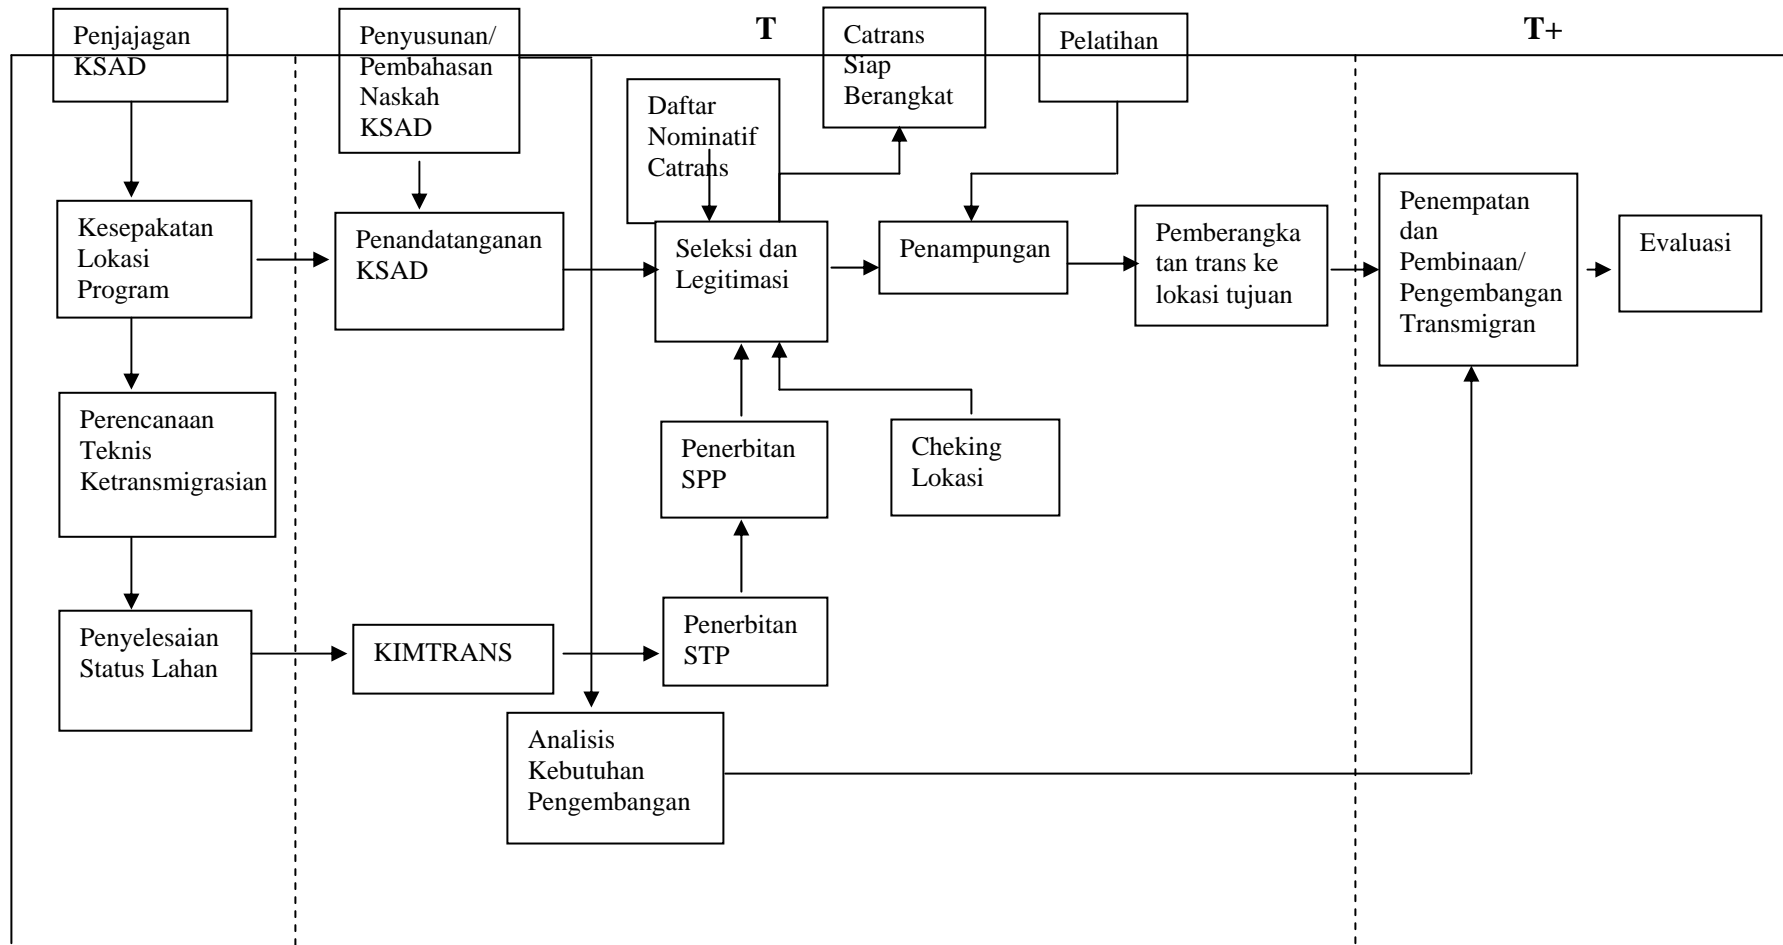 Penjajagan
KSAD
Penyusunan/
Pembahasan
Naskah
KSAD
T
Catrans
Siap
Berangkat
Pelatihan
T+
Daftar
Nominatif
Catrans
Kesepakatan
Lokasi
Program
Penandatanganan
KSAD
Seleksi dan
Legitimasi
Penampungan
Pemberangka
tan trans ke
lokasi tujuan
Penempatan
dan
Pembinaan/
Pengembangan
Transmigran
Evaluasi
Perencanaan
Teknis
Ketransmigrasian
Penerbitan
SPP
Cheking
Lokasi
Penyelesaian
Status Lahan
KIMTRANS
Penerbitan
STP
Analisis
Kebutuhan
Pengembangan